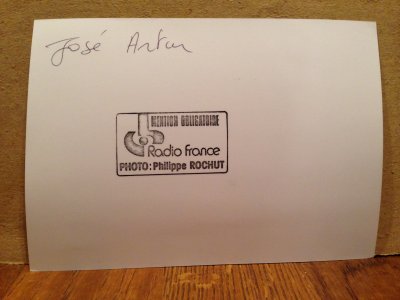 José Artur
MENTION OBLIGATOIRE
Radio France
PHOTO: Philippe ROCHUT